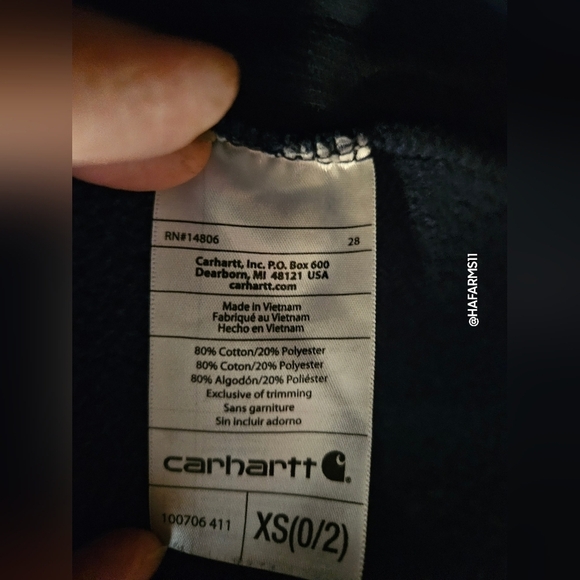 RN#14806 28
Carhartt, Inc. P.O. Box 600
Dearborn, MI 48121 USA
carhartt.com
Made in Vietnam
Fabriqué au Vietnam
Hecho en Vietnam
80% Cotton/20% Polyester
80% Coton/20% Polyester
80% Algodón/20% Poliéster
Exclusive of trimming
Sans garniture
Sin incluir adorno
carhartt
100706 411 XS(0/2)
@HAFARMS11